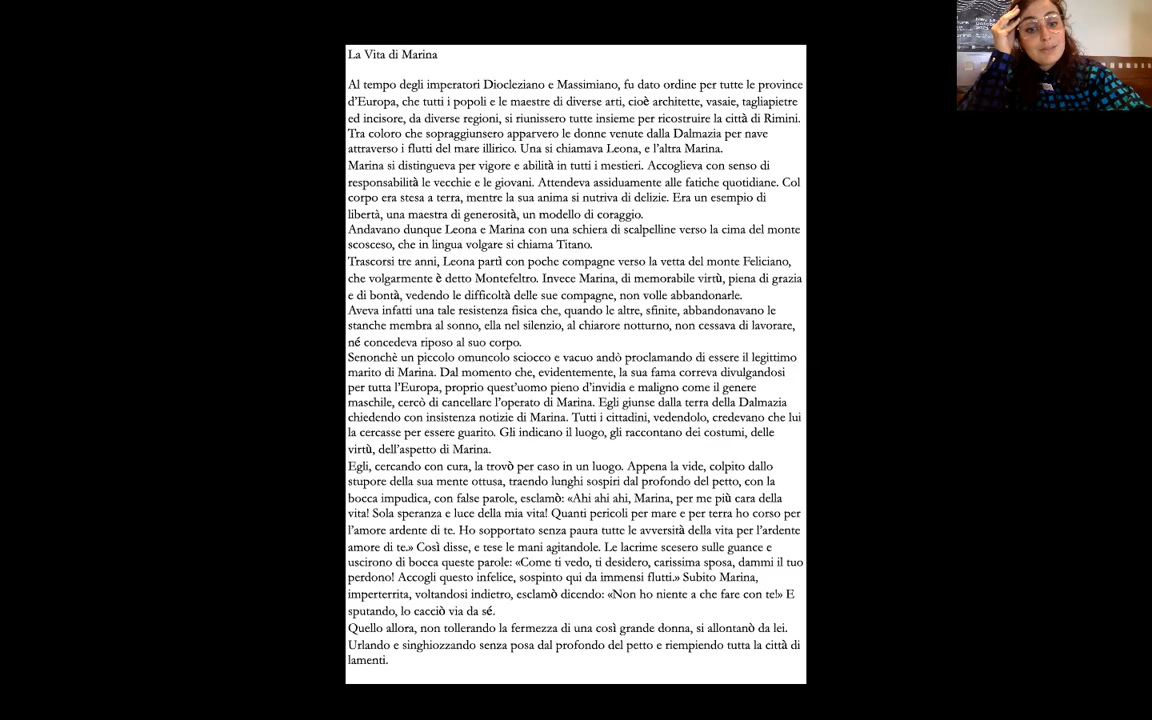 La Vita di Marina
Al tempo degli imperatori Diocleziano e Massimiano, fu dato ordine per tutte le province
d'Europa, che tutti i popoli e le maestre di diverse arti, cioè architette, vasaie, tagliapietre
ed incisore, da diverse regioni, si riunissero tutte insieme per ricostruire la città di Rimini.
Tra coloro che sopraggiunsero apparvero le donne venute dalla Dalmazia per nave
attraverso i flutti del mare illirico. Una si chiamava Leona, e l'altra Marina.
Marina si distingueva per vigore e abilità in tutti i mestieri. Accoglieva con senso di
responsabilità le vecchie e le giovani. Attendeva assiduamente alle fatiche quotidiane. Col
corpo era stesa a terra, mentre la sua anima si nutriva di delizie. Era un esempio di
libertà, una maestra di generosità, un modello di coraggio.
Andavano dunque Leona e Marina con una schiera di scalpelline verso la cima del monte
scosceso, che in lingua volgare si chiama Titano.
Trascorsi tre anni, Leona partì con poche compagne verso la vetta del monte Feliciano,
che volgarmente è detto Montefeltro. Invece Marina, di memorabile virtù, piena di grazia
e di bontà, vedendo le difficoltà delle sue compagne, non volle abbandonarle.
Aveva infatti una tale resistenza fisica che, quando le altre, sfinite, abbandonavano le
stanche membra al sonno, ella nel silenzio, al chiarore notturno, non cessava di lavorare,
né concedeva riposo al suo corpo.
Senonchè un piccolo omuncolo sciocco e vacuo andò proclamando di essere il legittimo
marito di Marina. Dal momento che, evidentemente, la sua fama correva divulgandosi
per tutta l'Europa, proprio quest'uomo pieno d'invidia e maligno come il genere
maschile, cercò di cancellare l'operato di Marina. Egli giunse dalla terra della Dalmazia
chiedendo con insistenza notizie di Marina. Tutti i cittadini, vedendolo, credevano che lui
la cercasse per essere guarito. Gli indicano il luogo, gli raccontano dei costumi, delle
virtù, dell'aspetto di Marina.
Egli, cercando con cura, la trovò per caso in un luogo. Appena la vide, colpito dallo
stupore della sua mente ottusa, traendo lunghi sospiri dal profondo del petto, con la
bocca impudica, con false parole, esclamò: «Ahi ahi ahi, Marina, per me più cara della
vita! Sola speranza e luce della mia vita! Quanti pericoli per mare e per terra ho corso per
l'amore ardente di te. Ho sopportato senza paura tutte le avversità della vita per l'ardente
amore di te.» Così disse, e tese le mani agitandole. Le lacrime scesero sulle guance e
uscirono di bocca queste parole: «Come ti vedo, ti desidero, carissima sposa, dammi il tuo
perdono! Accogli questo infelice, sospinto qui da immensi flutti.» Subito Marina,
imperterrita, voltandosi indietro, esclamò dicendo: «Non ho niente a che fare con te!» E
sputando, lo cacciò via da sé.
Quello allora, non tollerando la fermezza di una così grande donna, si allontanò da lei.
Urlando e singhiozzando senza posa dal profondo del petto e riempiendo tutta la città di
lamenti.